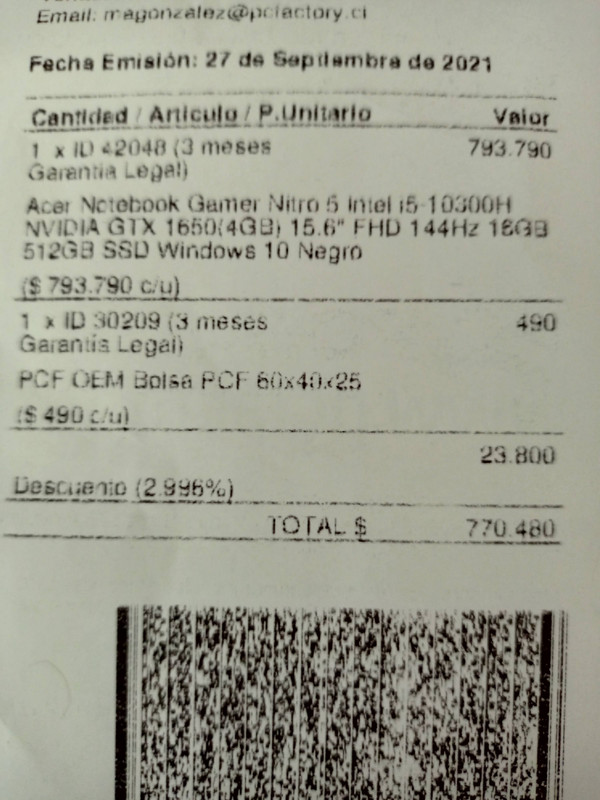 Email: magonzalez@pcfactory.cl
Fecha Emisión: 27 de Septiembre de 2021
Cantidad / Artículo / P.Unitario Valor
1 x ID 42048 (3 meses 793.790
Garantía Legal)
Acer Notebook Gamer Nitro 5 Intel i5-10300H
NVIDIA GTX 1650(4GB) 15.6" FHD 144Hz 16GB
512GB SSD Windows 10 Negro
($ 793.790 c/u)
1 x ID 30209 (3 meses 490
Garantía Legal)
PCF OEM Bolsa PCF 60x40x25
($ 490 c/u)
23.800
Descuento (2.996%)
TOTAL $ 770.480